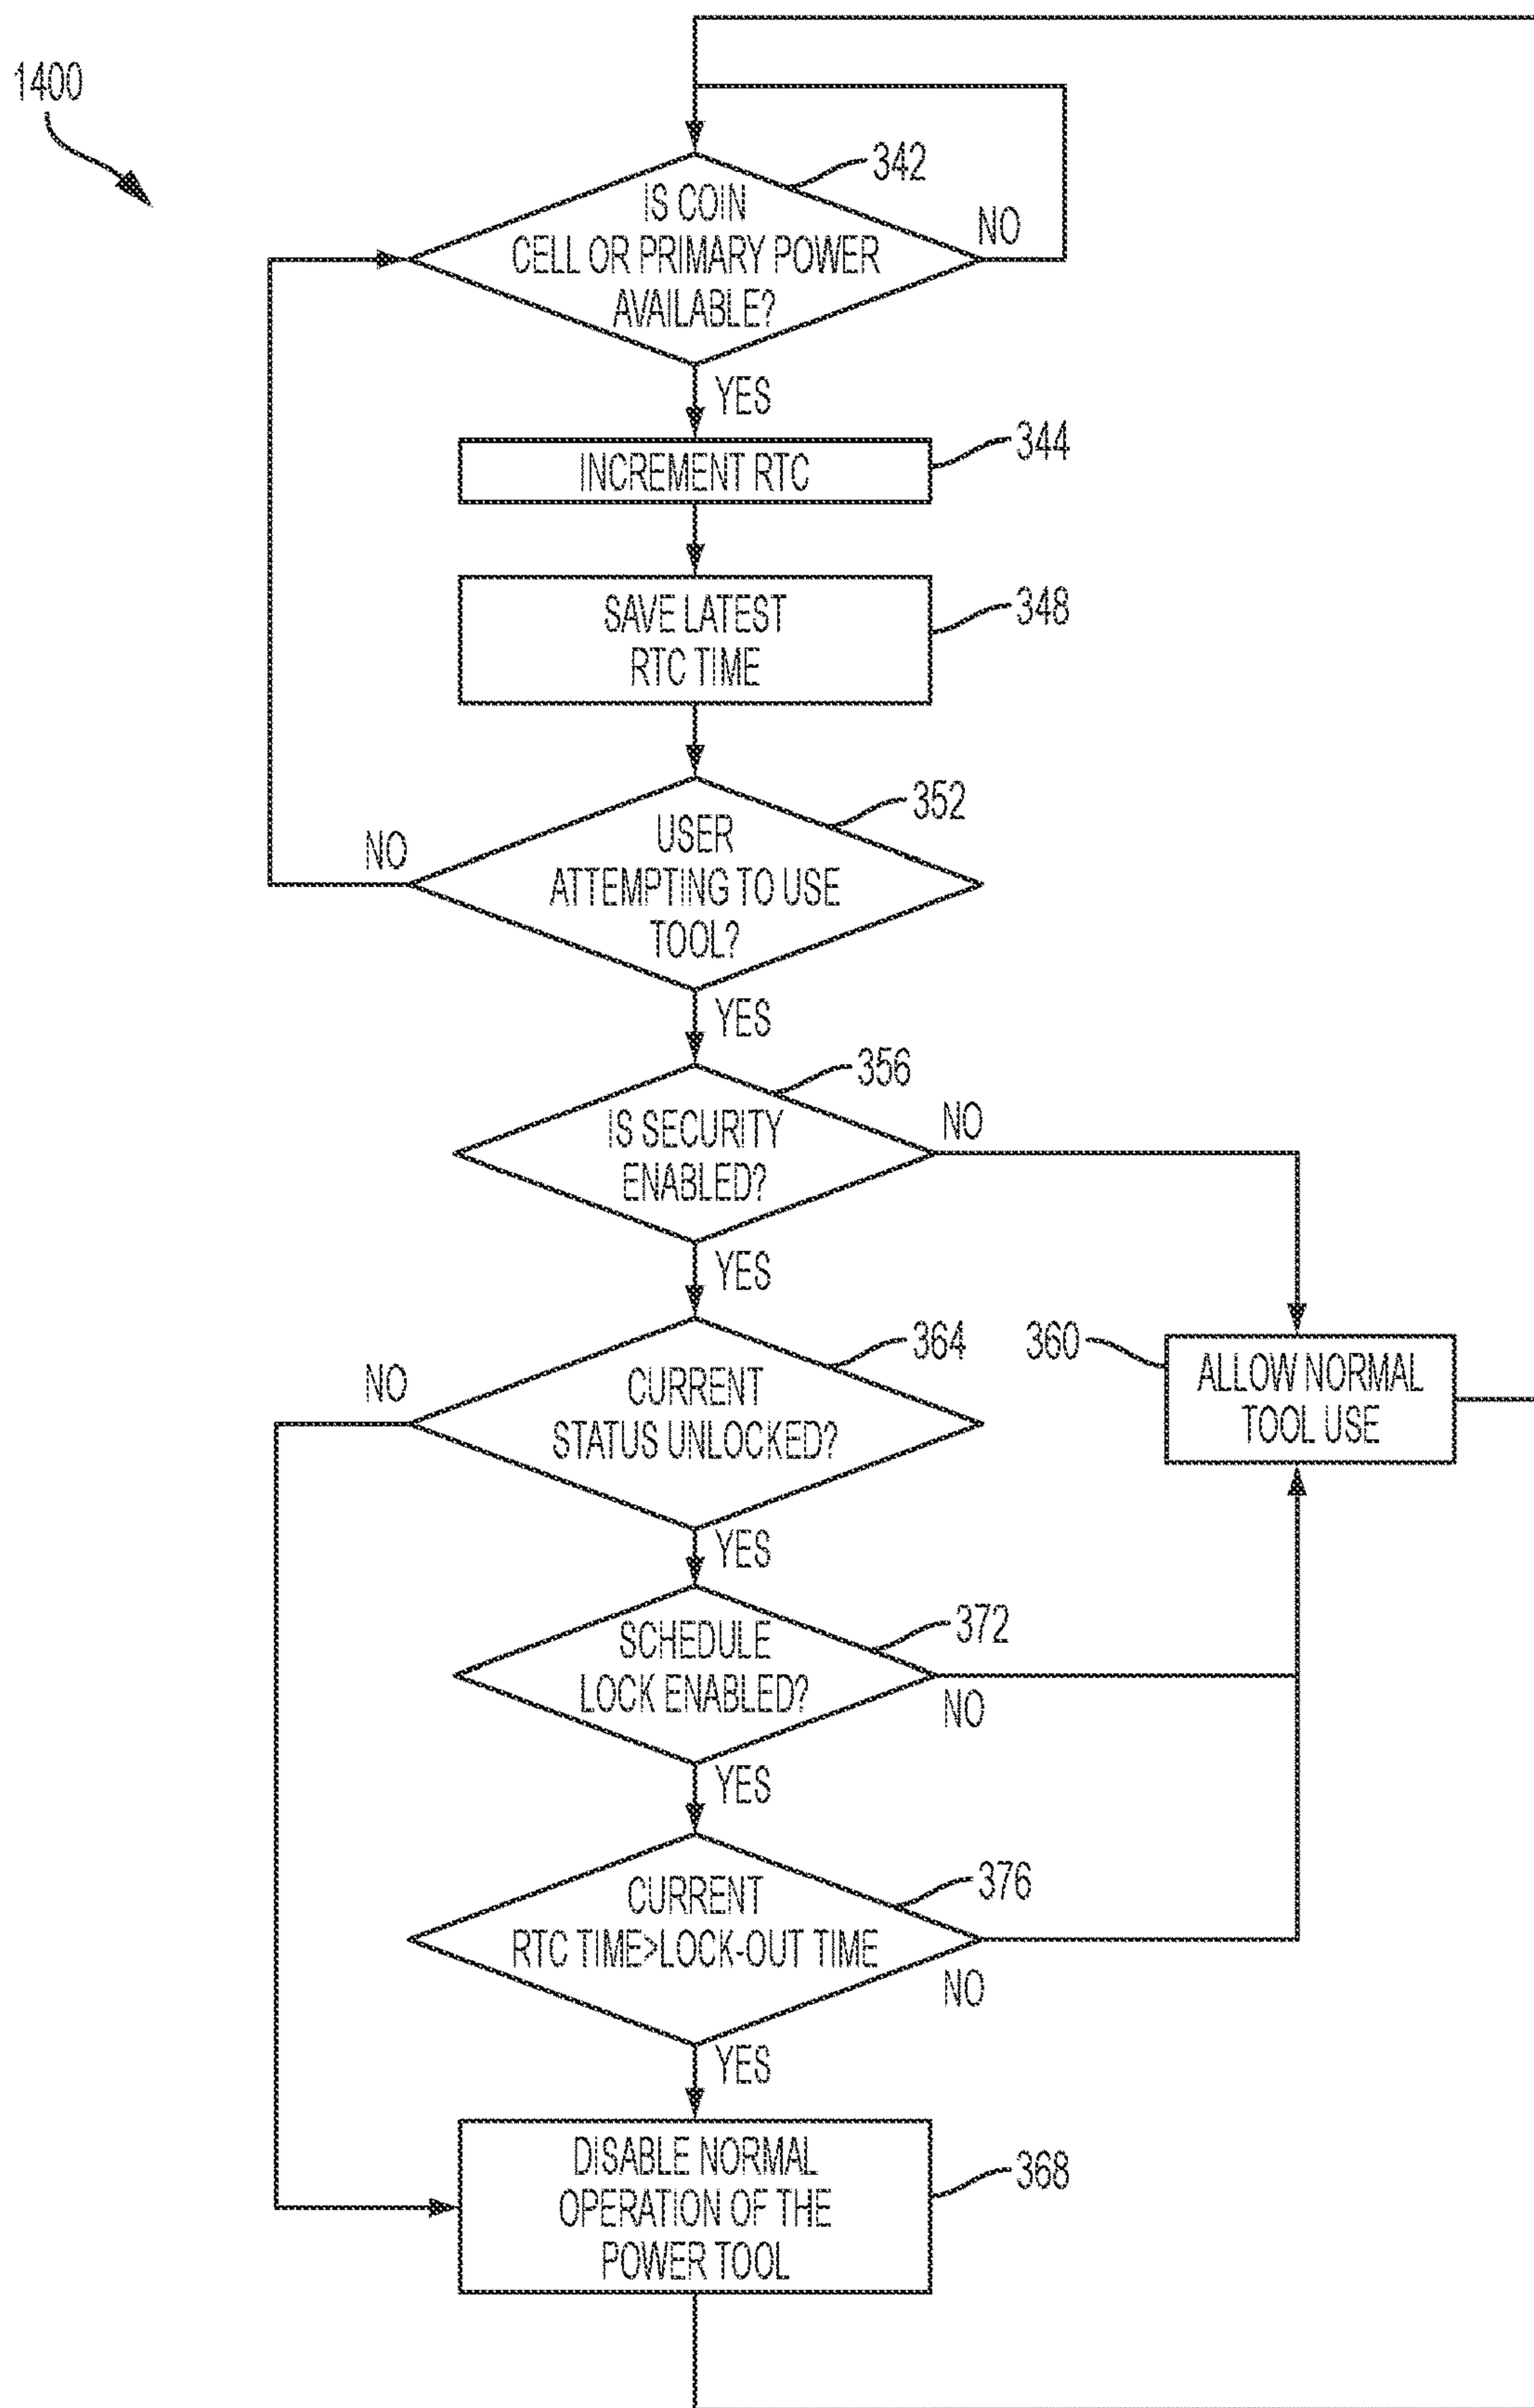 1400
342
IS COIN
CELL OR PRIMARY POWER
AVAILABLE?
NO
YES
344
INCREMENT RTC
348
SAVE LATEST
RTC TIME
352
USER
ATTEMPTING TO USE
TOOL?
NO
YES
356
IS SECURITY
ENABLED?
NO
YES
364
CURRENT
STATUS UNLOCKED?
NO
360
ALLOW NORMAL
TOOL USE
YES
372
SCHEDULE
LOCK ENABLED?
NO
YES
376
CURRENT
RTC TIME>LOCK-OUT TIME
NO
YES
368
DISABLE NORMAL
OPERATION OF THE
POWER TOOL